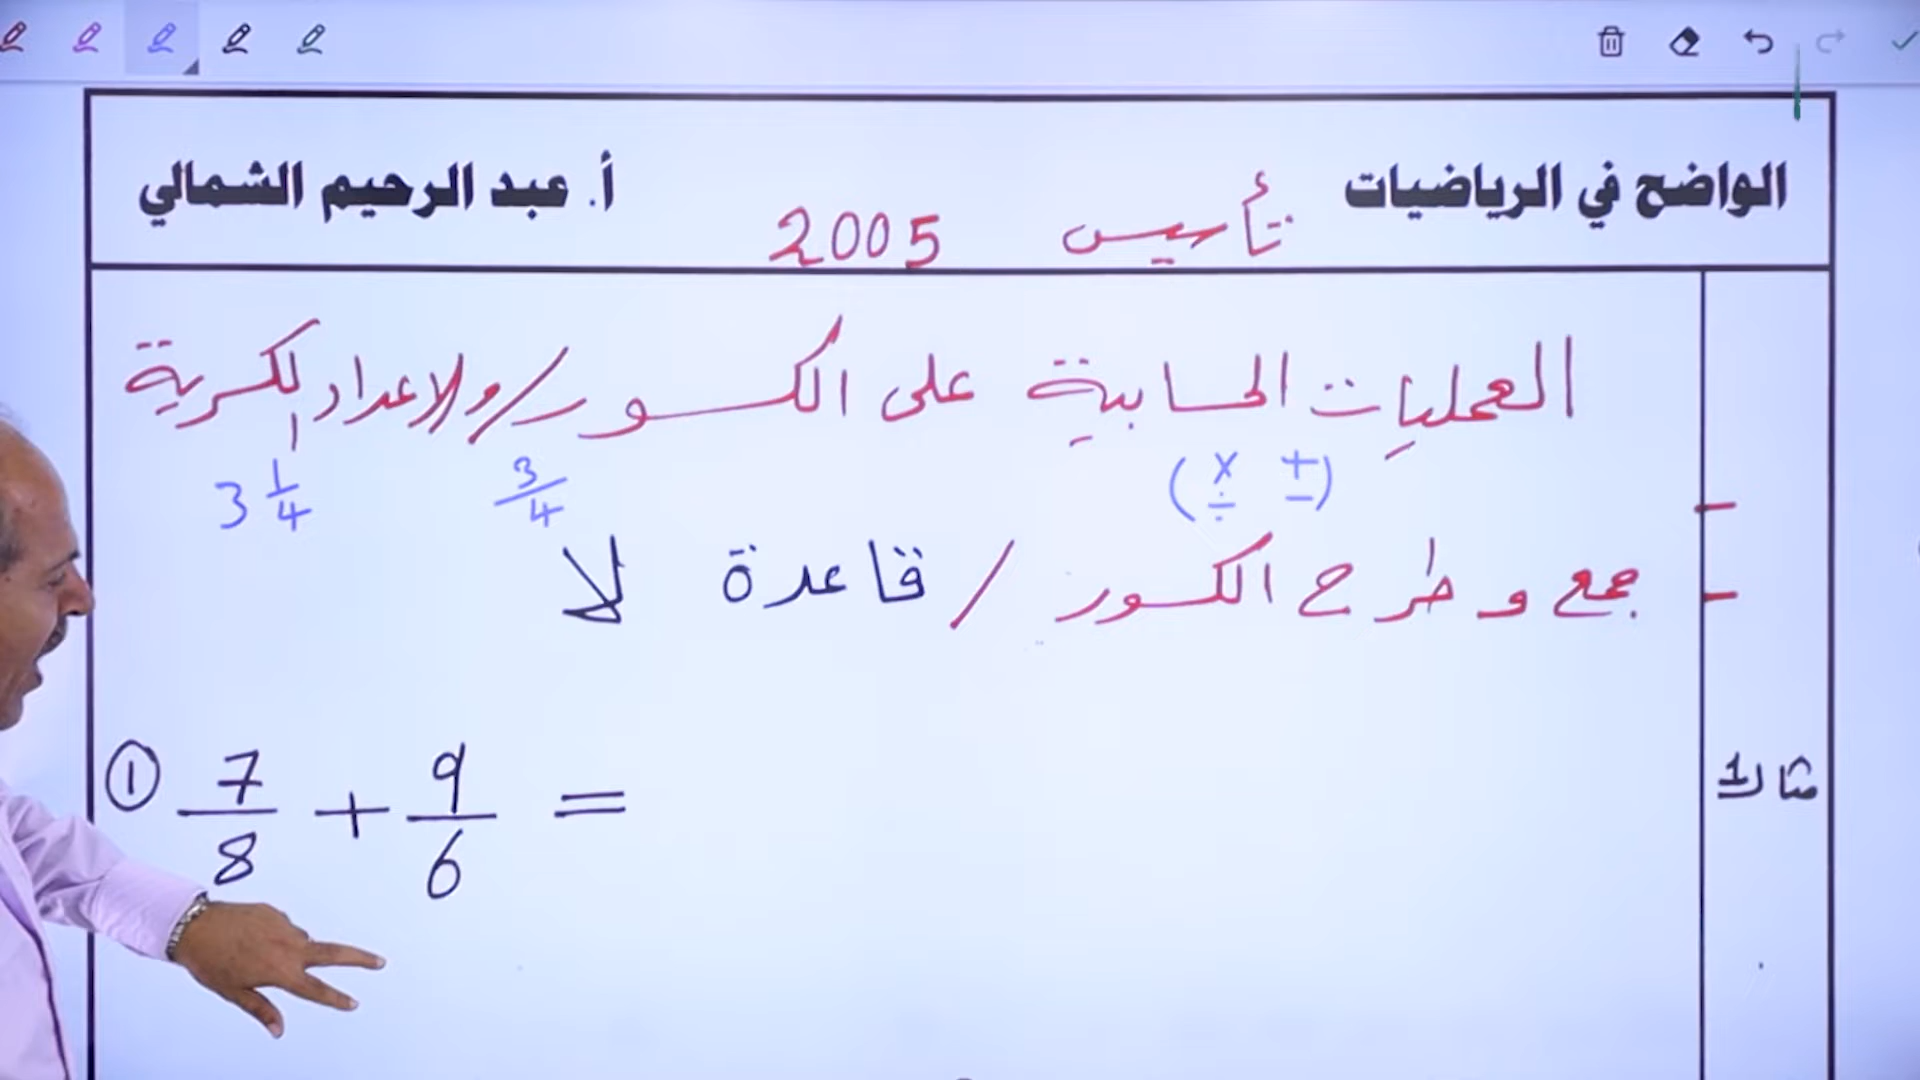 الواضح في الرياضيات
تأسيس 2005
أ. عبد الرحيم الشمالي
العمليات الحسابية على الكسور / والاعداد الكسرية
(+ − × ÷) 3/4 3 1/4
جمع و طرح الكسور / قاعدة لا
مثال 1
① 7/8 + 9/6 =